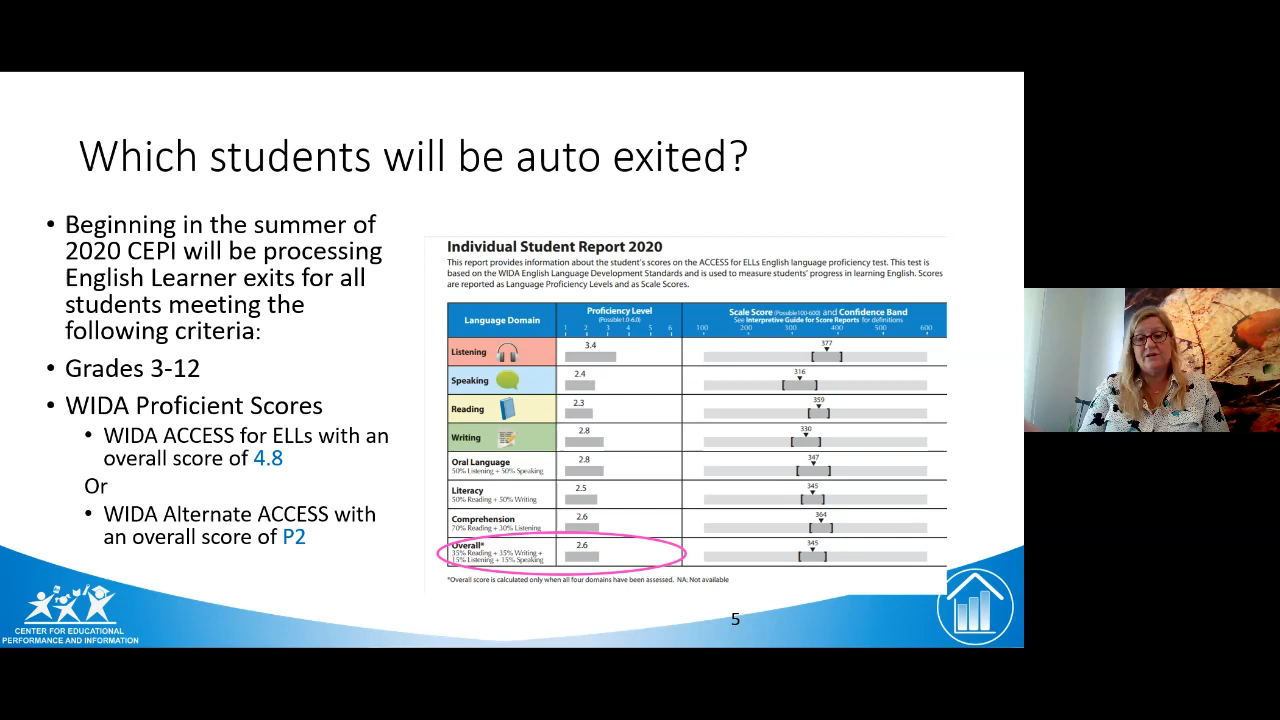 Which students will be auto exited?
• Beginning in the summer of
2020 CEPI will be processing
English Learner exits for all
students meeting the
following criteria:
• Grades 3-12
• WIDA Proficient Scores
• WIDA ACCESS for ELLs with an
overall score of 4.8
Or
• WIDA Alternate ACCESS with
an overall score of P2
Individual Student Report 2020
This report provides information about the student's scores on the ACCESS for ELLs English language proficiency test. This test is
based on the WIDA English Language Development Standards and is used to measure students' progress in learning English. Scores
are reported as Language Proficiency Levels and as Scale Scores.
Language Domain
Proficiency Level
(Possible 1.0-6.0)
1 2 3 4 5 6
Scale Score (Possible 100-600) and Confidence Band
See Interpretive Guide for Score Reports for definitions
100 200 300 400 500 600
Listening 3.4 377
Speaking 2.4 316
Reading 2.3 359
Writing 2.8 330
Oral Language 2.8 347
50% Listening + 50% Speaking
Literacy 2.5 345
50% Reading + 50% Writing
Comprehension 2.6 364
70% Reading + 30% Listening
Overall* 2.6 345
35% Reading + 35% Writing +
15% Listening + 15% Speaking
*Overall score is calculated only when all four domains have been assessed. NA: Not available
CENTER FOR EDUCATIONAL
PERFORMANCE AND INFORMATION
5